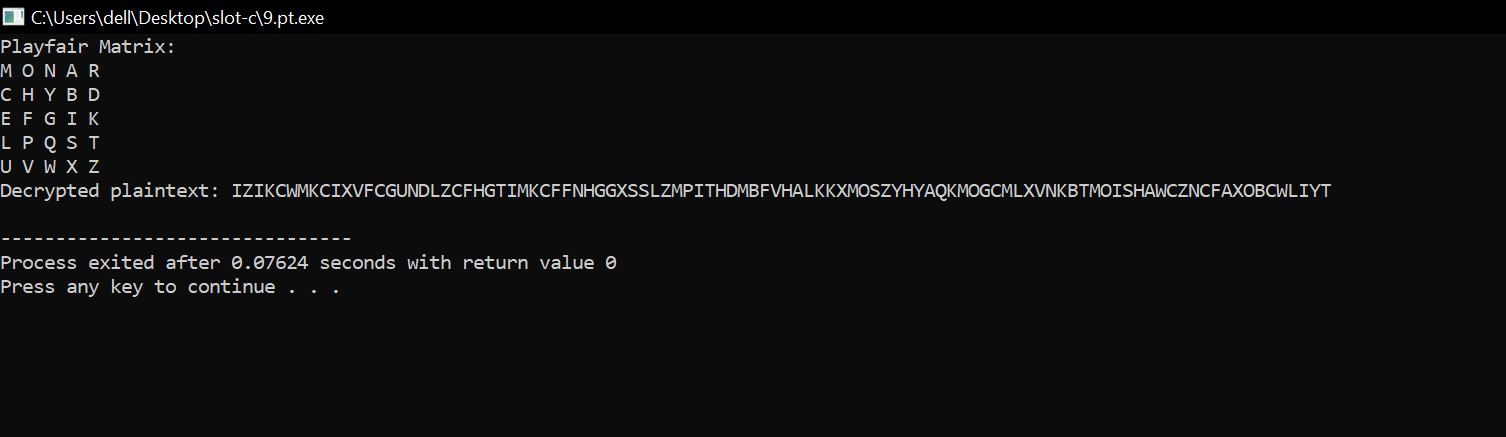 C:\Users\dell\Desktop\slot-c\9.pt.exe
Playfair Matrix:
M O N A R
C H Y B D
E F G I K
L P Q S T
U V W X Z
Decrypted plaintext: IZIKCWMKCIXVFCGUNDLZCFHGTIMKCFFNHGGXSSLZMPITHDMBFVHALKKXMOSZYHYAQKMOGCMLXVNKBTMOISHAWCZNCFAXOBCWLIYT
--------------------------------
Process exited after 0.07624 seconds with return value 0
Press any key to continue . . .